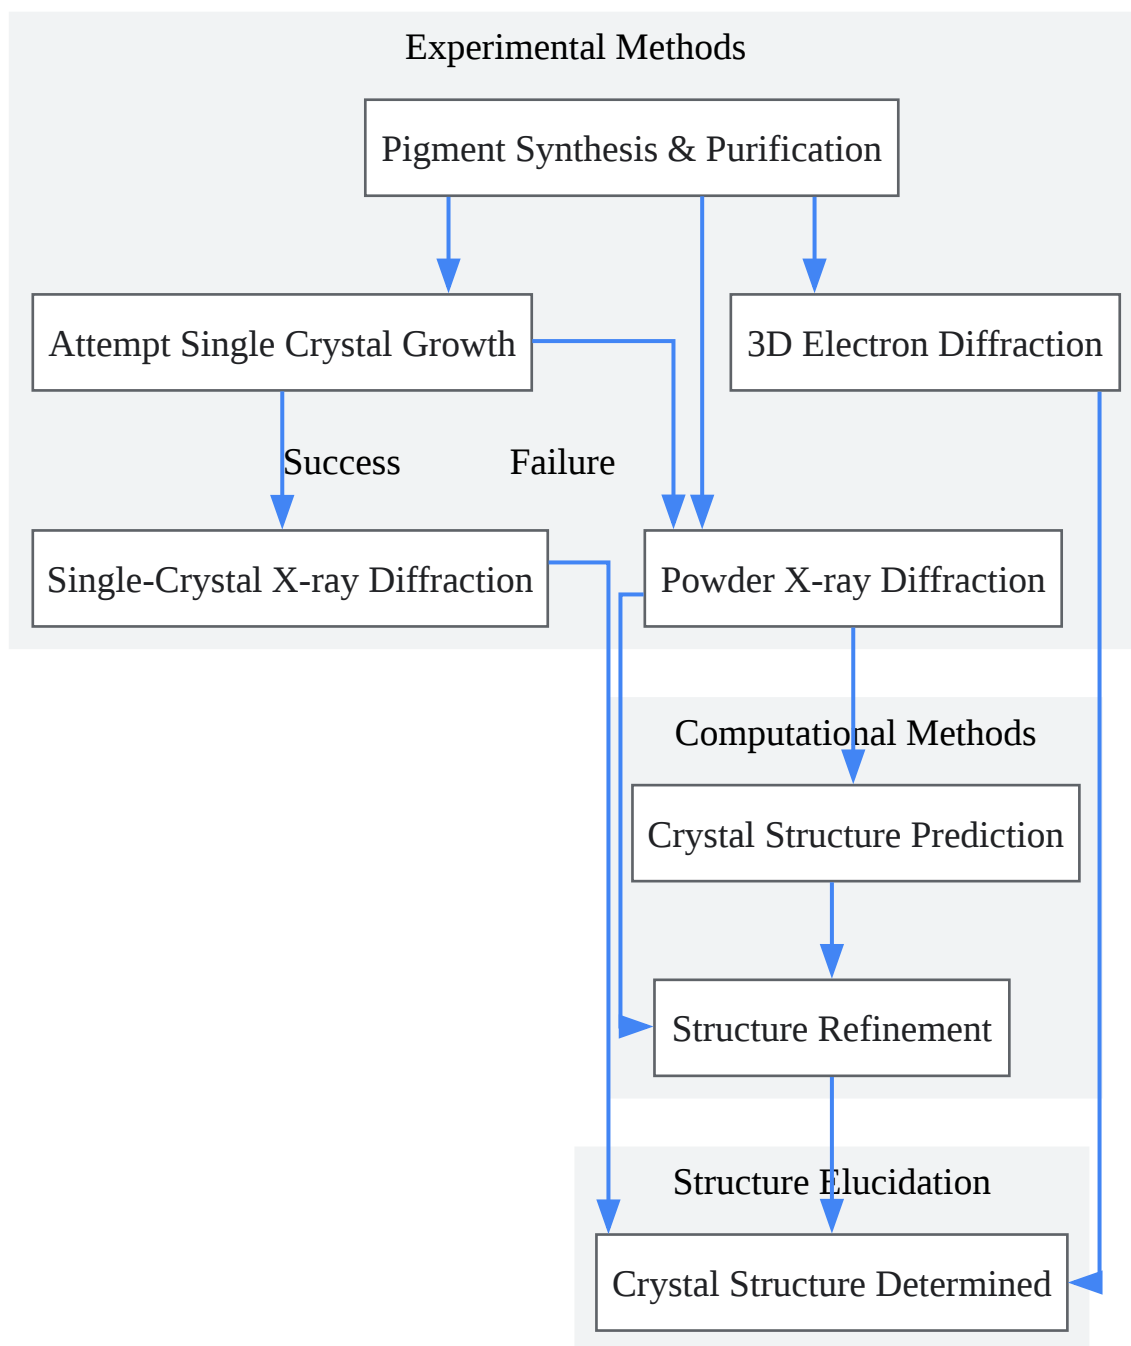 Experimental Methods
Pigment Synthesis & Purification
Attempt Single Crystal Growth
3D Electron Diffraction
Success
Failure
Single-Crystal X-ray Diffraction
Powder X-ray Diffraction
Computational Methods
Crystal Structure Prediction
Structure Refinement
Structure Elucidation
Crystal Structure Determined